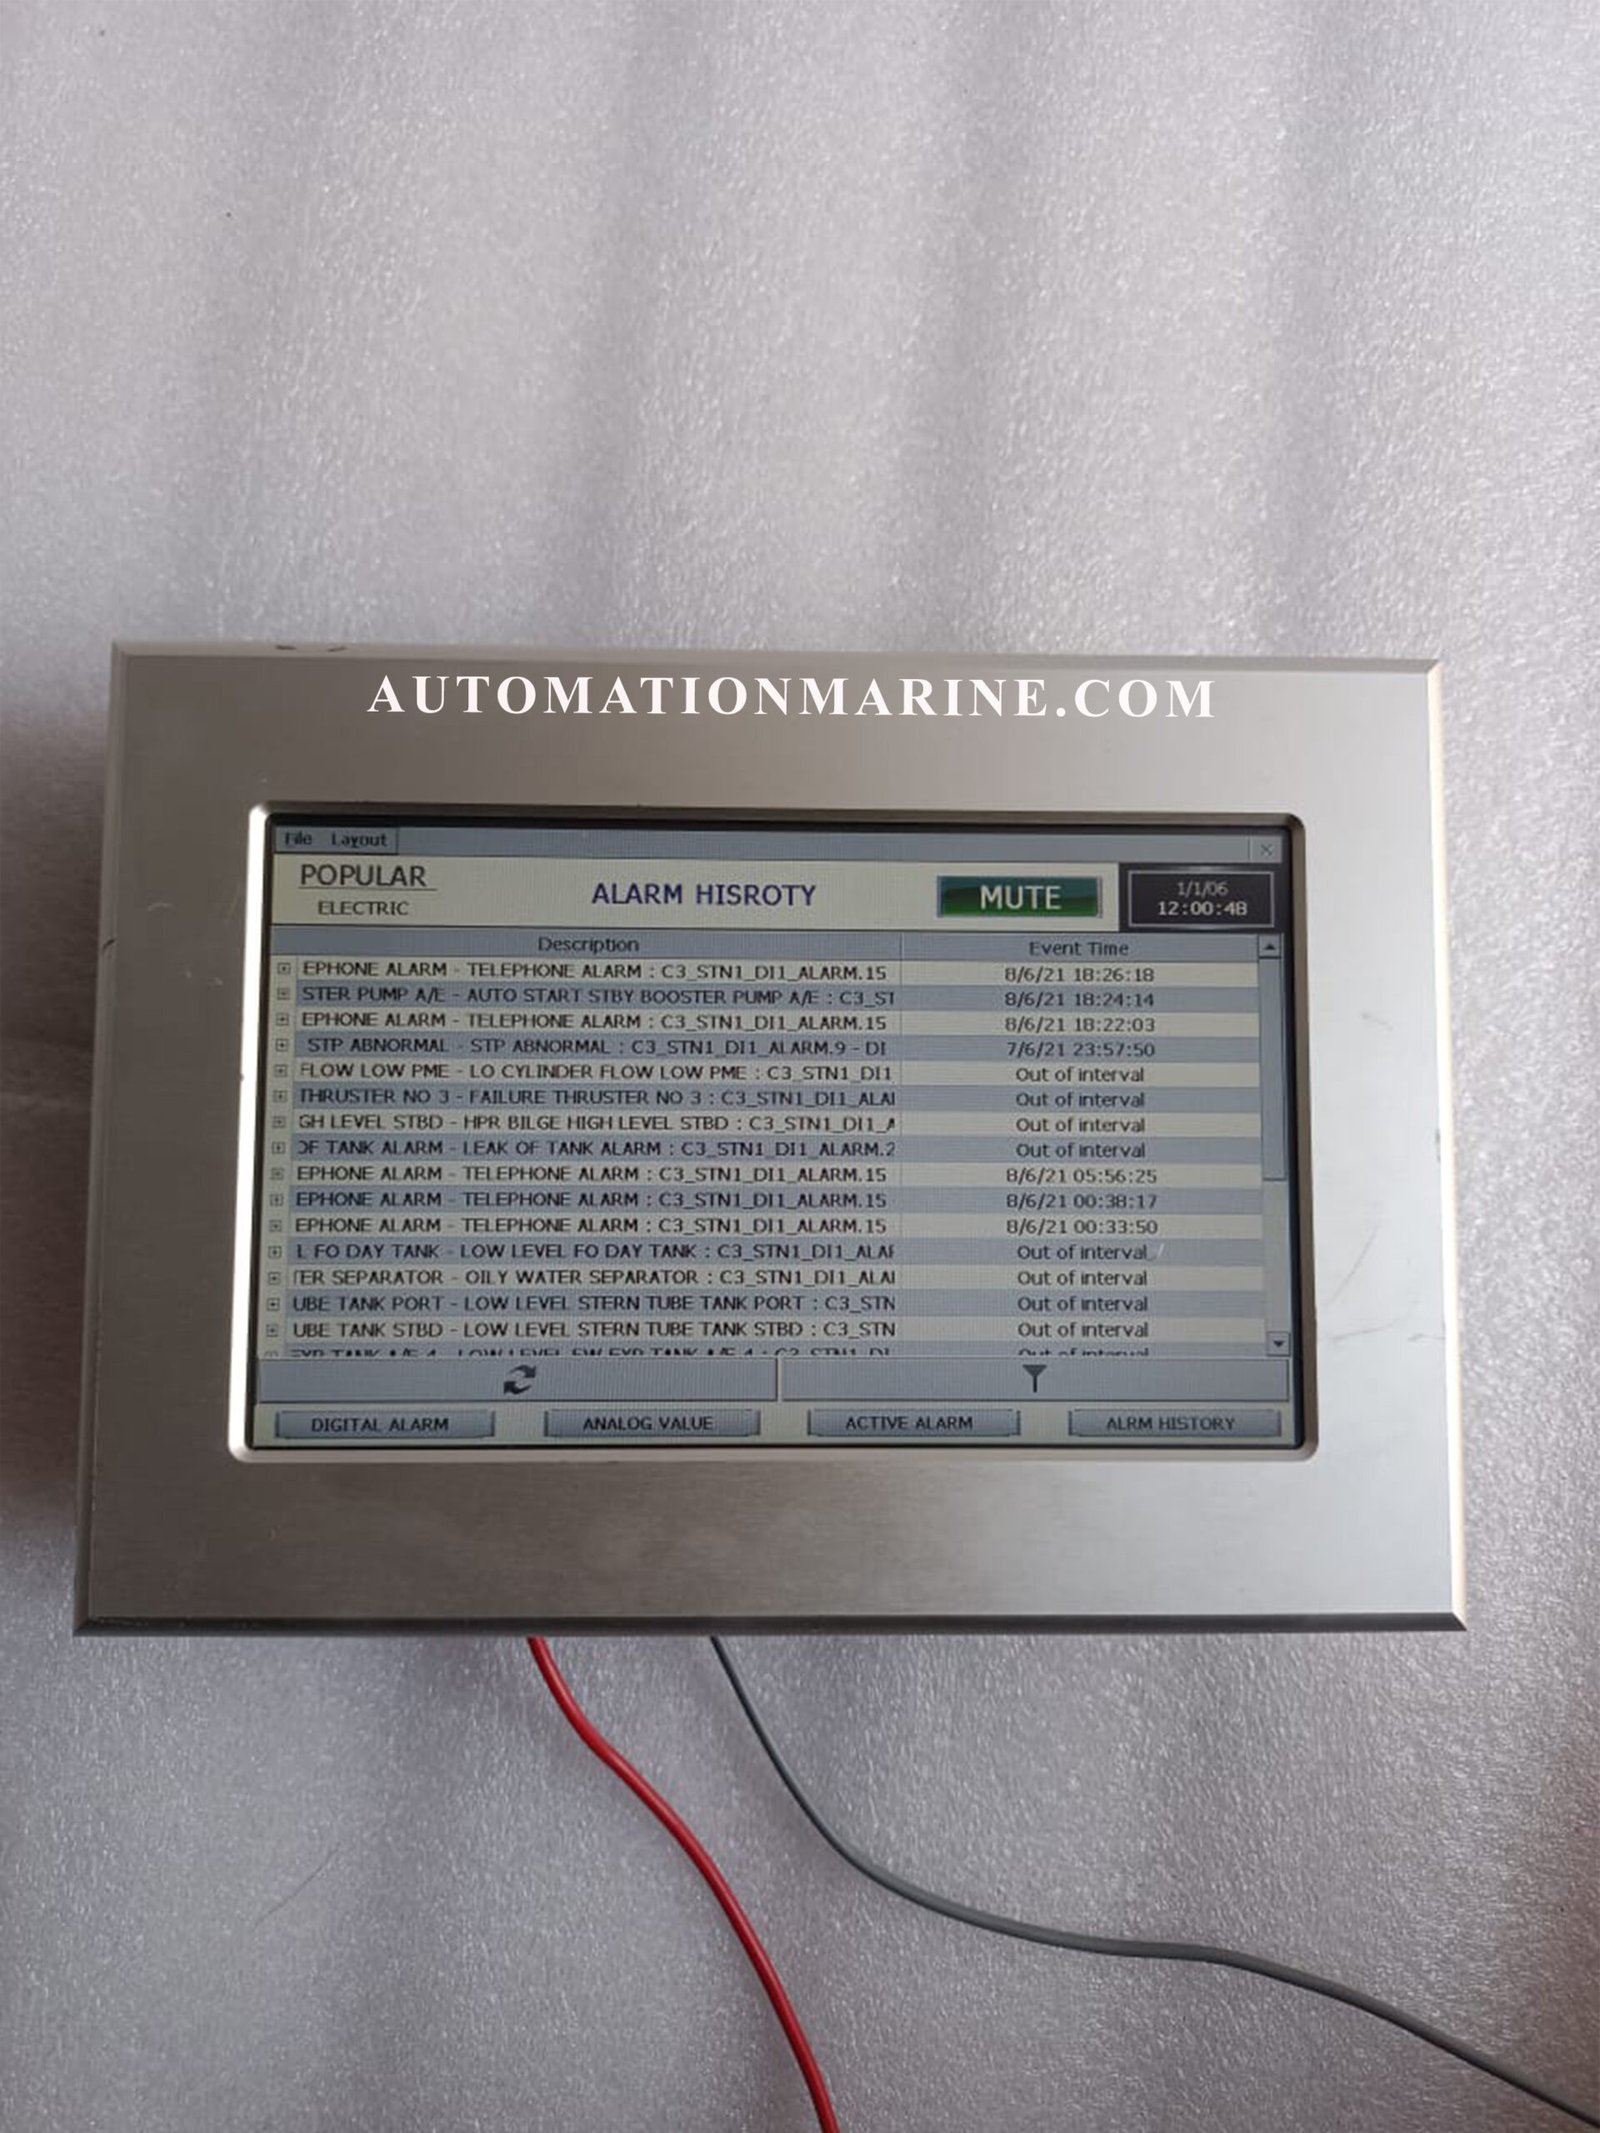 AUTOMATIONMARINE.COM
File Layout
POPULAR
ELECTRIC
ALARM HISROTY
MUTE
1/1/06
12:00:48
Description Event Time
EPHONE ALARM - TELEPHONE ALARM : C3_STN1_DI1_ALARM.15 8/6/21 18:26:18
STER PUMP A/E - AUTO START STBY BOOSTER PUMP A/E : C3_ST 8/6/21 18:24:14
EPHONE ALARM - TELEPHONE ALARM : C3_STN1_DI1_ALARM.15 8/6/21 18:22:03
STP ABNORMAL - STP ABNORMAL : C3_STN1_DI1_ALARM.9 - DI 7/6/21 23:57:50
FLOW LOW PME - LO CYLINDER FLOW LOW PME : C3_STN1_DI1 Out of interval
THRUSTER NO 3 - FAILURE THRUSTER NO 3 : C3_STN1_DI1_ALAI Out of interval
GH LEVEL STBD - HPR BILGE HIGH LEVEL STBD : C3_STN1_DI1_A Out of interval
OF TANK ALARM - LEAK OF TANK ALARM : C3_STN1_DI1_ALARM.2 Out of interval
EPHONE ALARM - TELEPHONE ALARM : C3_STN1_DI1_ALARM.15 8/6/21 05:56:25
EPHONE ALARM - TELEPHONE ALARM : C3_STN1_DI1_ALARM.15 8/6/21 00:38:17
EPHONE ALARM - TELEPHONE ALARM : C3_STN1_DI1_ALARM.15 8/6/21 00:33:50
L FO DAY TANK - LOW LEVEL FO DAY TANK : C3_STN1_DI1_ALAF Out of interval
TER SEPARATOR - OILY WATER SEPARATOR : C3_STN1_DI1_ALAI Out of interval
UBE TANK PORT - LOW LEVEL STERN TUBE TANK PORT : C3_STN Out of interval
UBE TANK STBD - LOW LEVEL STERN TUBE TANK STBD : C3_STN Out of interval
DIGITAL ALARM ANALOG VALUE ACTIVE ALARM ALRM HISTORY